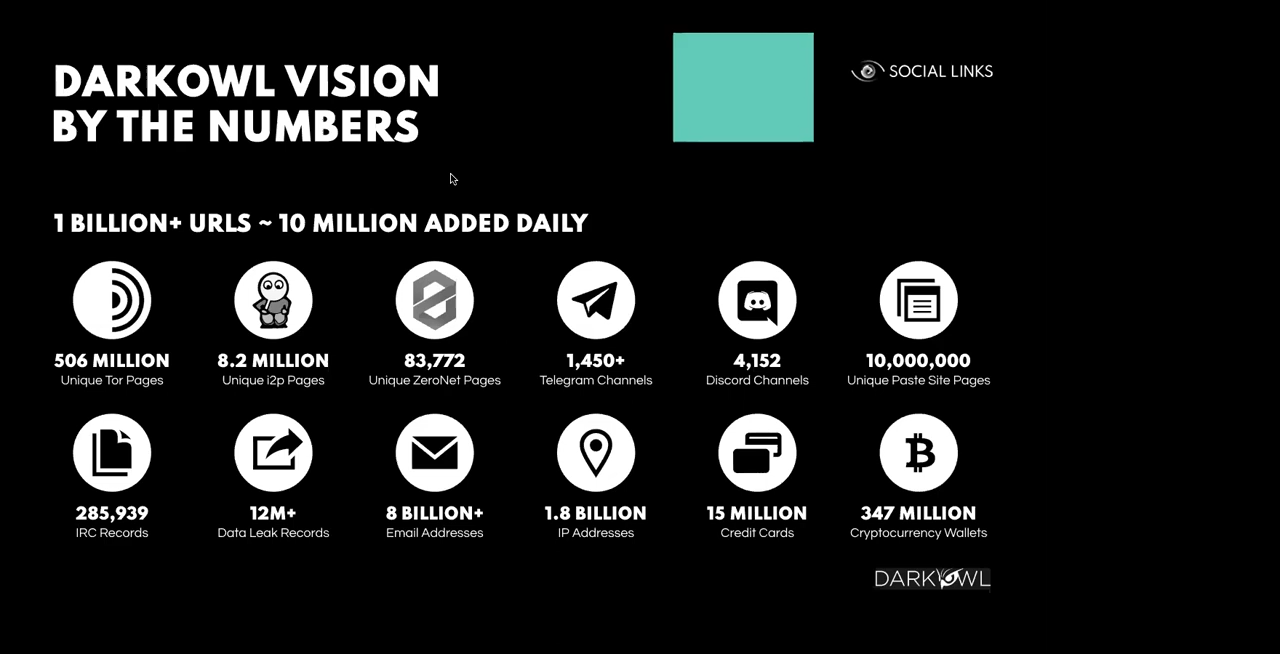 DARKOWL VISION
BY THE NUMBERS
SOCIAL LINKS
1 BILLION+ URLS ~ 10 MILLION ADDED DAILY
506 MILLION
Unique Tor Pages
8.2 MILLION
Unique i2p Pages
83,772
Unique ZeroNet Pages
1,450+
Telegram Channels
4,152
Discord Channels
10,000,000
Unique Paste Site Pages
285,939
IRC Records
12M+
Data Leak Records
8 BILLION+
Email Addresses
1.8 BILLION
IP Addresses
15 MILLION
Credit Cards
347 MILLION
Cryptocurrency Wallets
DARKOWL